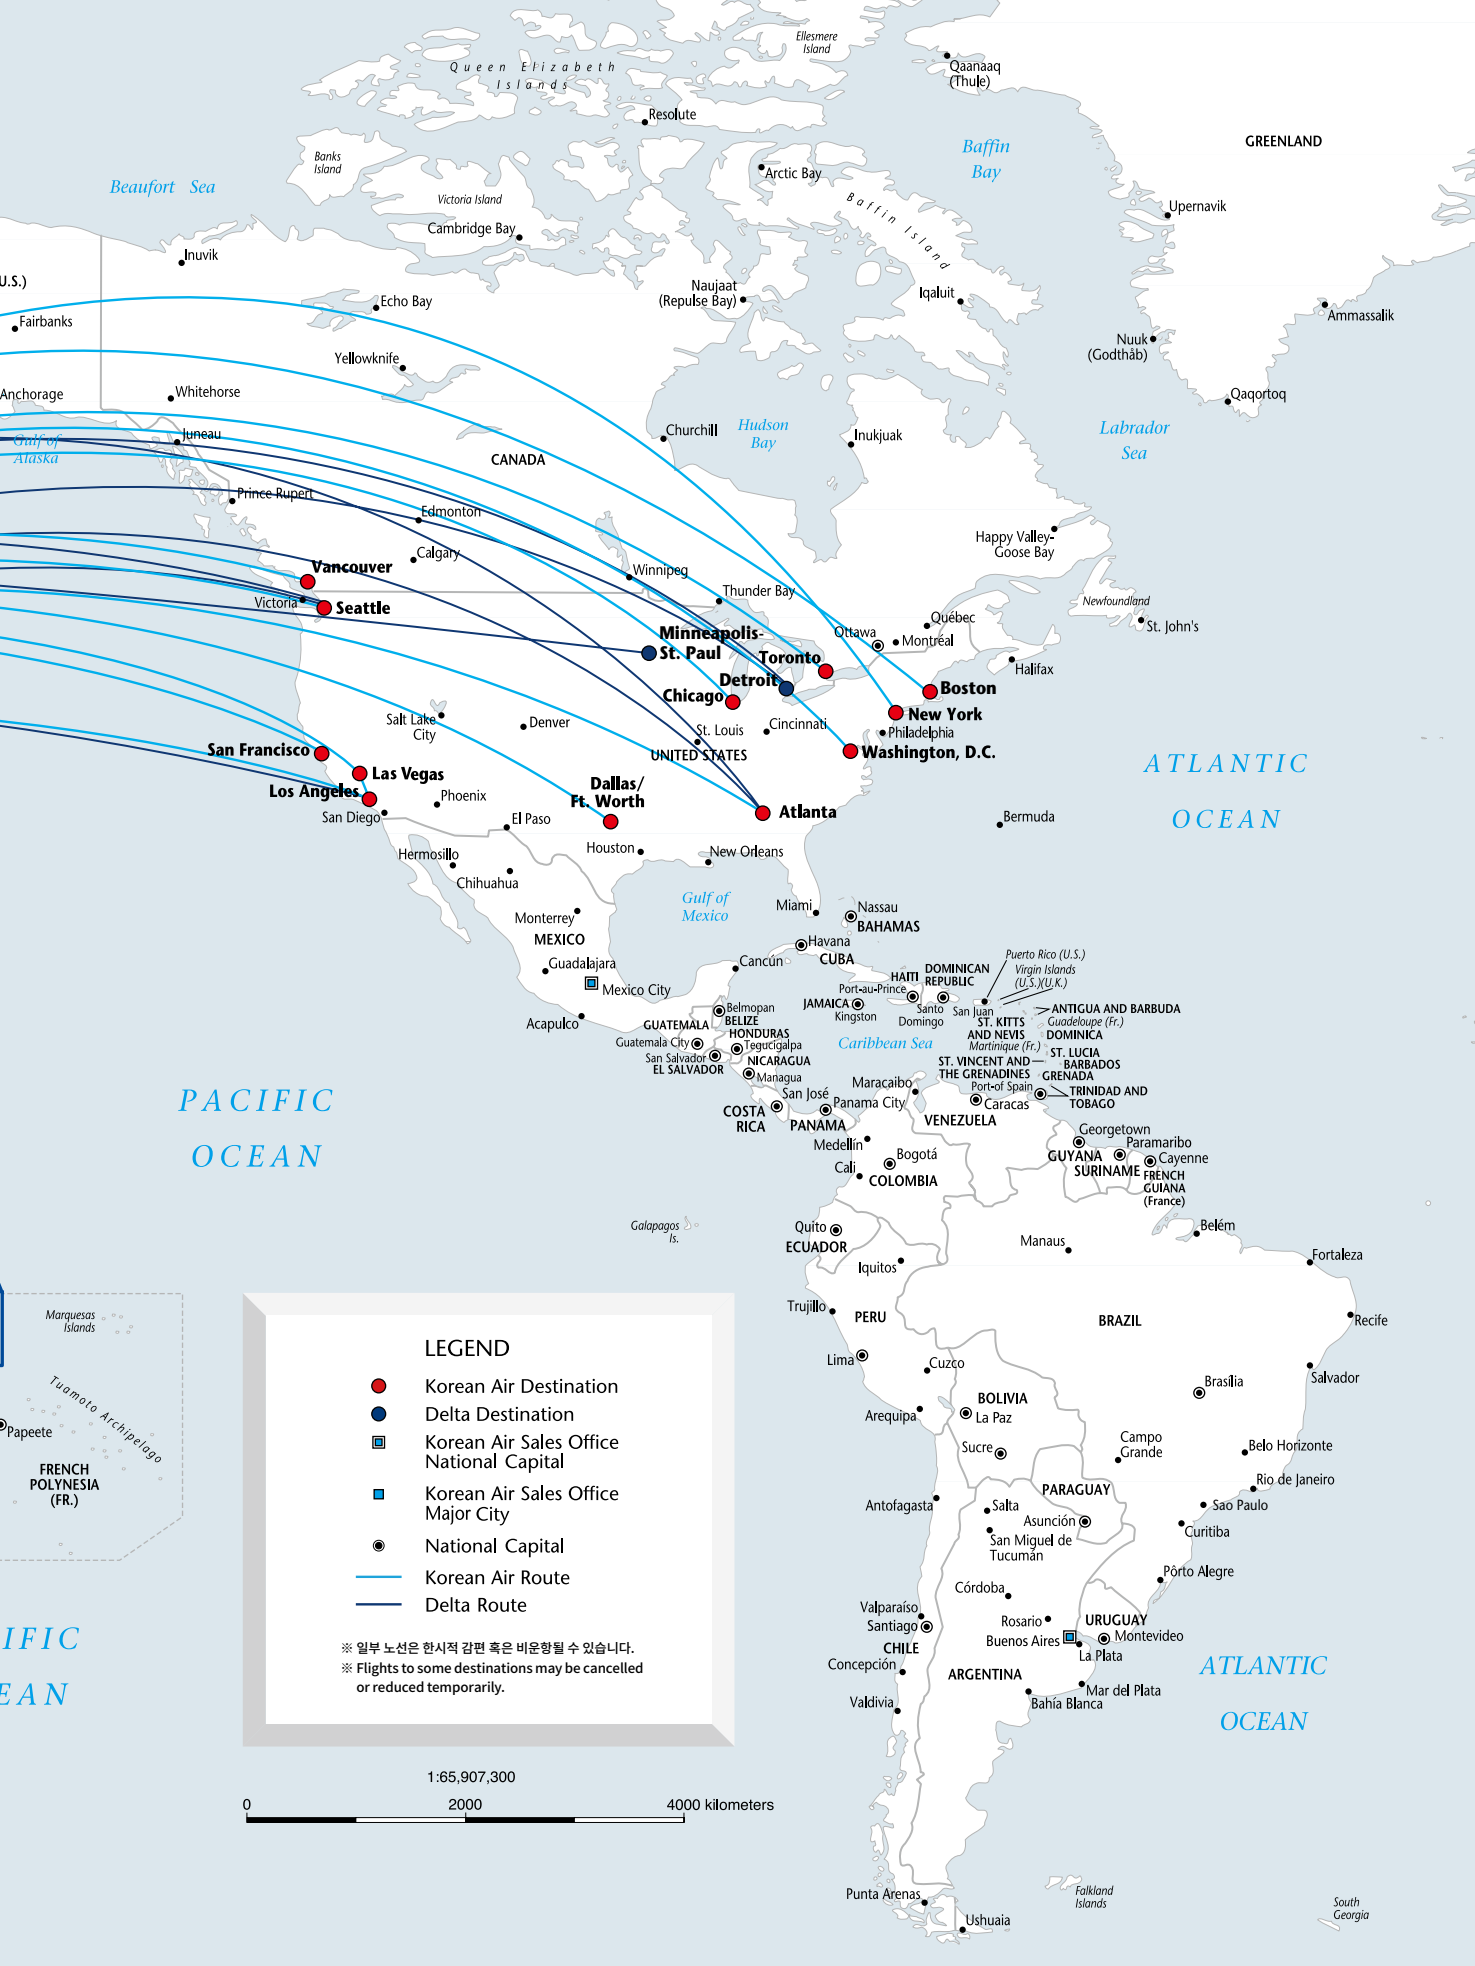 Ellesmere
Island
Queen Elizabeth
Islands
Qaanaaq
(Thule)
Resolute
GREENLAND
Baffin
Bay
Banks
Island
Arctic Bay
Beaufort Sea
Victoria Island
Baffin Island
Upernavik
Cambridge Bay
Inuvik
U.S.)
Naujaat
(Repulse Bay)
Iqaluit
Echo Bay
Ammassalik
Fairbanks
Nuuk
(Godthåb)
Yellowknife
Anchorage
Whitehorse
Qaqortoq
Hudson
Bay
Labrador
Sea
Churchill
Inukjuak
Juneau
Gulf of
Alaska
CANADA
Prince Rupert
Edmonton
Happy Valley-
Goose Bay
Calgary
Vancouver
Winnipeg
Thunder Bay
Newfoundland
Victoria
Seattle
Québec
St. John's
Minneapolis-
St. Paul
Ottawa
Montréal
Toronto
Halifax
Detroit
Boston
Chicago
New York
Salt Lake
City
Denver
St. Louis
Cincinnati
Philadelphia
San Francisco
UNITED STATES
Washington, D.C.
ATLANTIC
OCEAN
Las Vegas
Los Angeles
Phoenix
Dallas/
Ft. Worth
Atlanta
San Diego
El Paso
Bermuda
Houston
New Orleans
Hermosillo
Chihuahua
Gulf of
Mexico
Miami
Nassau
BAHAMAS
Monterrey
MEXICO
Havana
CUBA
Guadalajara
Cancún
Puerto Rico (U.S.)
Virgin Islands
(U.S.)(U.K.)
HAITI
DOMINICAN
REPUBLIC
Mexico City
Port-au-Prince
JAMAICA
Kingston
Santo
Domingo
San Juan
ANTIGUA AND BARBUDA
Acapulco
Belmopan
BELIZE
GUATEMALA
Guatemala City
HONDURAS
Tegucigalpa
ST. KITTS
AND NEVIS
Guadeloupe (Fr.)
DOMINICA
Martinique (Fr.)
Caribbean Sea
San Salvador
EL SALVADOR
NICARAGUA
Managua
ST. VINCENT AND
THE GRENADINES
ST. LUCIA
BARBADOS
GRENADA
Port-of Spain
TRINIDAD AND
TOBAGO
Maracaibo
San José
Panama City
Caracas
COSTA
RICA
PANAMA
VENEZUELA
PACIFIC
OCEAN
Georgetown
Medellín
Paramaribo
Bogotá
GUYANA
Cayenne
Cali
COLOMBIA
SURINAME
FRENCH
GUIANA
(France)
Galapagos
Is.
Quito
ECUADOR
Belém
Manaus
Iquitos
Fortaleza
Marquesas
Islands
Trujillo
PERU
BRAZIL
Recife
Lima
Cuzco
Salvador
Tuamoto Archipelago
BOLIVIA
Brasília
Arequipa
La Paz
Papeete
Sucre
Campo
Grande
Belo Horizonte
FRENCH
POLYNESIA
(FR.)
PARAGUAY
Rio de Janeiro
Antofagasta
Salta
Asunción
Sao Paulo
San Miguel de
Tucumán
Curitiba
Pôrto Alegre
Córdoba
Valparaíso
Santiago
Rosario
URUGUAY
Buenos Aires
Montevideo
CHILE
La Plata
Concepción
ARGENTINA
Mar del Plata
Bahía Blanca
Valdivia
ATLANTIC
OCEAN
IFIC
EAN
LEGEND
Korean Air Destination
Delta Destination
Korean Air Sales Office
National Capital
Korean Air Sales Office
Major City
National Capital
Korean Air Route
Delta Route
※ 일부 노선은 한시적 감편 혹은 비운항될 수 있습니다.
※ Flights to some destinations may be cancelled
or reduced temporarily.
1:65,907,300
0 2000 4000 kilometers
Punta Arenas
Falkland
Islands
Ushuaia
South
Georgia